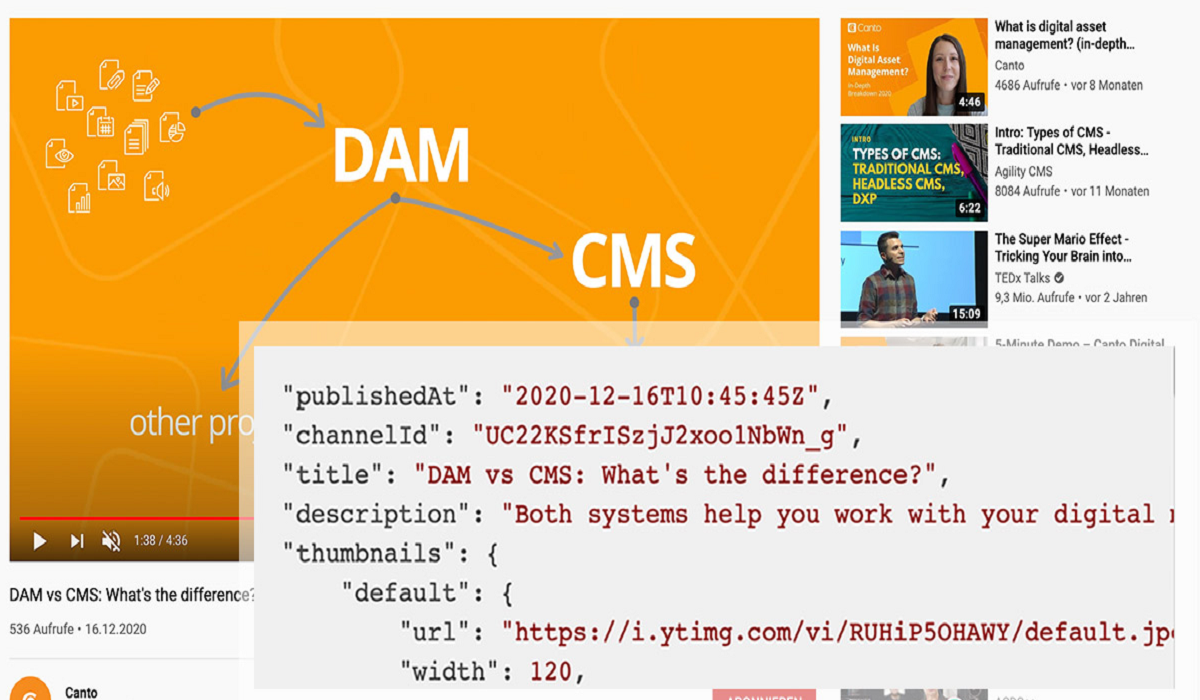 DAM
CMS
other pro
1:38 / 4:36
DAM vs CMS: What's the difference?
536 Aufrufe • 16.12.2020
Canto
Canto
What is
Digital Asset
Management?
In-Depth
Breakdown 2020
4:46
What is digital asset
management? (in-depth...
Canto
4686 Aufrufe • vor 8 Monaten
INTRO
TYPES OF CMS:
TRADITIONAL CMS,
HEADLESS CMS,
DXP
6:22
Intro: Types of CMS -
Traditional CMS, Headless...
Agility CMS
8084 Aufrufe • vor 11 Monaten
15:09
The Super Mario Effect -
Tricking Your Brain into...
TEDx Talks
9,3 Mio. Aufrufe • vor 2 Jahren
5-Minute Demo – Canto Digital
"publishedAt": "2020-12-16T10:45:45Z",
"channelId": "UC22KSfrISzjJ2xoo1NbWn_g",
"title": "DAM vs CMS: What's the difference?",
"description": "Both systems help you work with your digital
"thumbnails": {
"default": {
"url": "https://i.ytimg.com/vi/RUHiP5OHAWY/default.jp
"width": 120,
ABONNIEREN